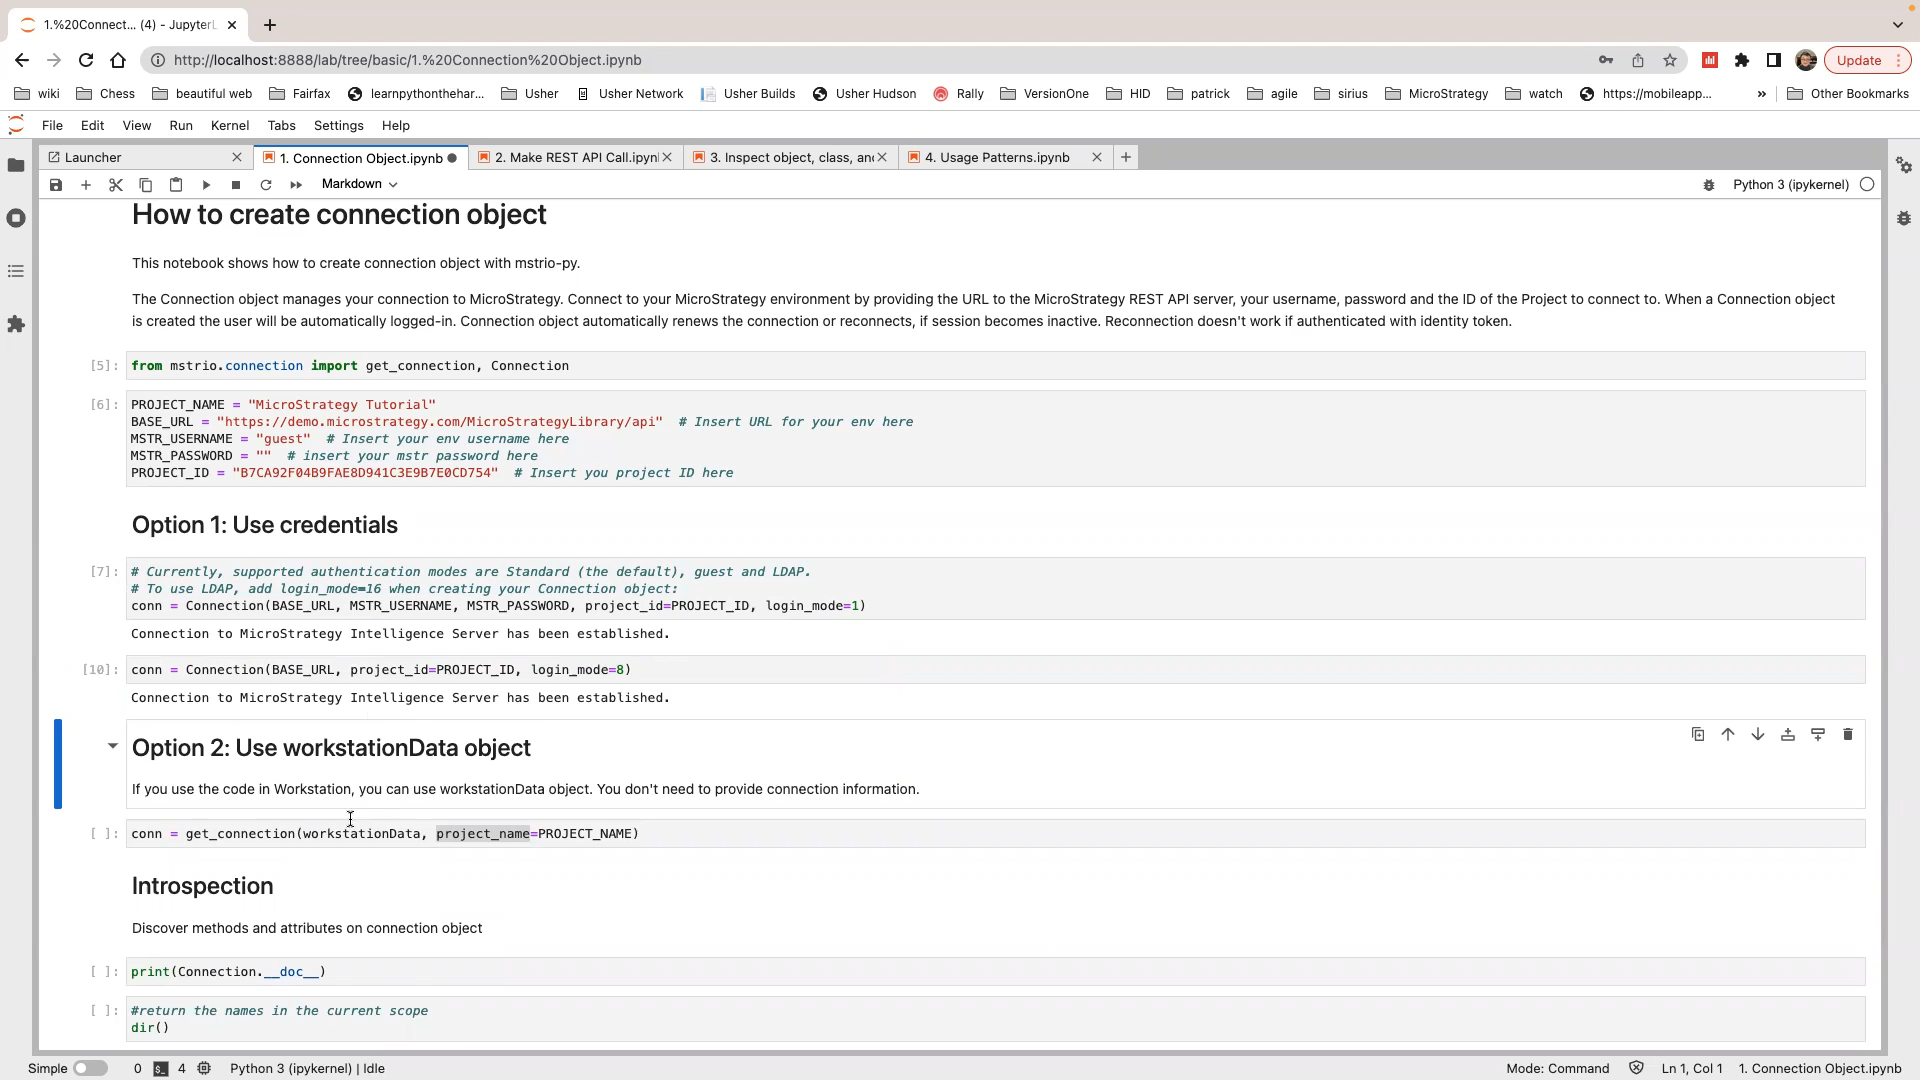 1.%20Connect... (4) - JupyterL
http://localhost:8888/lab/tree/basic/1.%20Connection%20Object.ipynb
Update
wiki
Chess
beautiful web
Fairfax
learnpythonthehar...
Usher
Usher Network
Usher Builds
Usher Hudson
Rally
VersionOne
HID
patrick
agile
sirius
MicroStrategy
watch
https://mobileapp...
»
Other Bookmarks
File Edit View Run Kernel Tabs Settings Help
Launcher
1. Connection Object.ipynb
2. Make REST API Call.ipyn
3. Inspect object, class, an
4. Usage Patterns.ipynb
Markdown
Python 3 (ipykernel)
How to create connection object
This notebook shows how to create connection object with mstrio-py.
The Connection object manages your connection to MicroStrategy. Connect to your MicroStrategy environment by providing the URL to the MicroStrategy REST API server, your username, password and the ID of the Project to connect to. When a Connection object
is created the user will be automatically logged-in. Connection object automatically renews the connection or reconnects, if session becomes inactive. Reconnection doesn't work if authenticated with identity token.
[5]: from mstrio.connection import get_connection, Connection
[6]: PROJECT_NAME = "MicroStrategy Tutorial"
BASE_URL = "https://demo.microstrategy.com/MicroStrategyLibrary/api"  # Insert URL for your env here
MSTR_USERNAME = "guest"  # Insert your env username here
MSTR_PASSWORD = ""  # insert your mstr password here
PROJECT_ID = "B7CA92F04B9FAE8D941C3E9B7E0CD754"  # Insert you project ID here
Option 1: Use credentials
[7]: # Currently, supported authentication modes are Standard (the default), guest and LDAP.
# To use LDAP, add login_mode=16 when creating your Connection object:
conn = Connection(BASE_URL, MSTR_USERNAME, MSTR_PASSWORD, project_id=PROJECT_ID, login_mode=1)
Connection to MicroStrategy Intelligence Server has been established.
[10]: conn = Connection(BASE_URL, project_id=PROJECT_ID, login_mode=8)
Connection to MicroStrategy Intelligence Server has been established.
Option 2: Use workstationData object
If you use the code in Workstation, you can use workstationData object. You don't need to provide connection information.
[ ]: conn = get_connection(workstationData, project_name=PROJECT_NAME)
Introspection
Discover methods and attributes on connection object
[ ]: print(Connection.__doc__)
[ ]: #return the names in the current scope
dir()
Simple 0 4 Python 3 (ipykernel) | Idle
Mode: Command Ln 1, Col 1 1. Connection Object.ipynb